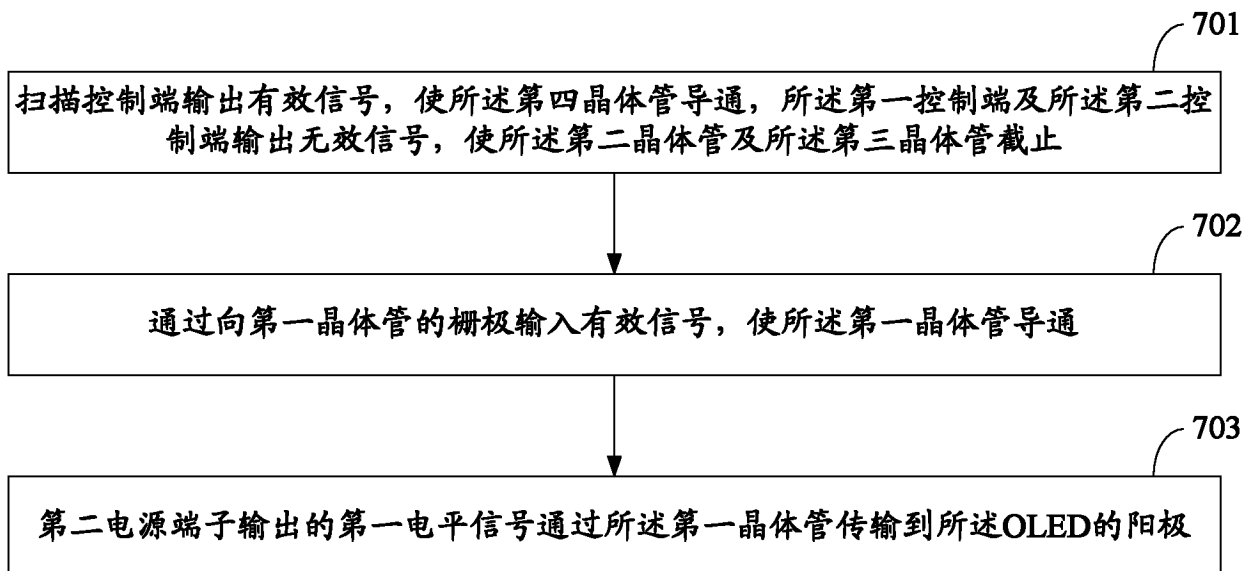 701
扫描控制端输出有效信号，使所述第四晶体管导通，所述第一控制端及所述第二控
制端输出无效信号，使所述第二晶体管及所述第三晶体管截止
702
通过向第一晶体管的栅极输入有效信号，使所述第一晶体管导通
703
第二电源端子输出的第一电平信号通过所述第一晶体管传输到所述OLED的阳极